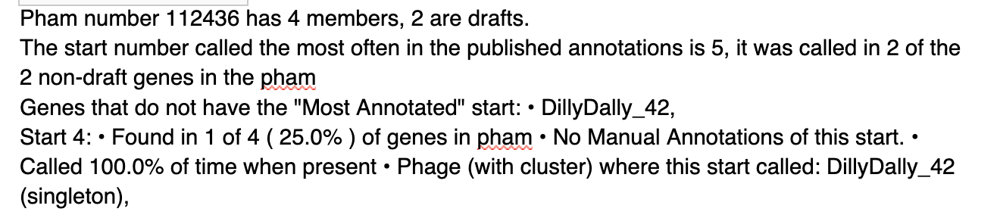 Pham number 112436 has 4 members, 2 are drafts.
The start number called the most often in the published annotations is 5, it was called in 2 of the
2 non-draft genes in the pham
Genes that do not have the "Most Annotated" start: • DillyDally_42,
Start 4: • Found in 1 of 4 ( 25.0% ) of genes in pham • No Manual Annotations of this start. •
Called 100.0% of time when present • Phage (with cluster) where this start called: DillyDally_42
(singleton),